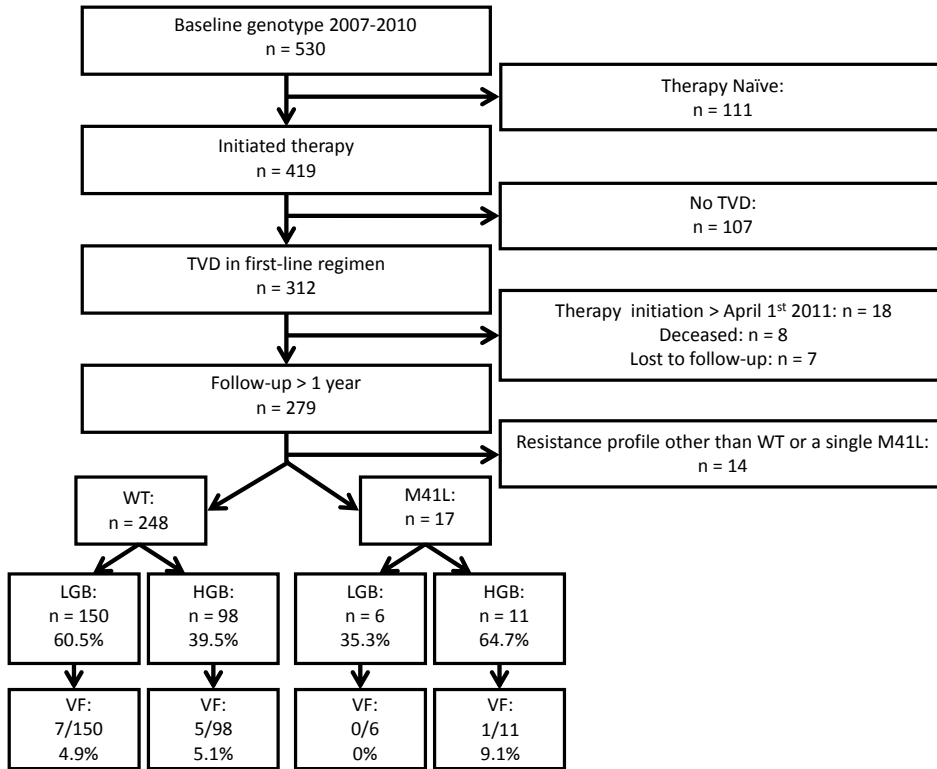 Baseline genotype 2007-2010
n = 530
Therapy Naïve:
n = 111
Initiated therapy
n = 419
No TVD:
n = 107
TVD in first-line regimen
n = 312
Therapy initiation > April 1st 2011: n = 18
Deceased: n = 8
Lost to follow-up: n = 7
Follow-up > 1 year
n = 279
Resistance profile other than WT or a single M41L:
n = 14
WT:
n = 248
M41L:
n = 17
LGB:
n = 150
60.5%
HGB:
n = 98
39.5%
LGB:
n = 6
35.3%
HGB:
n = 11
64.7%
VF:
7/150
4.9%
VF:
5/98
5.1%
VF:
0/6
0%
VF:
1/11
9.1%